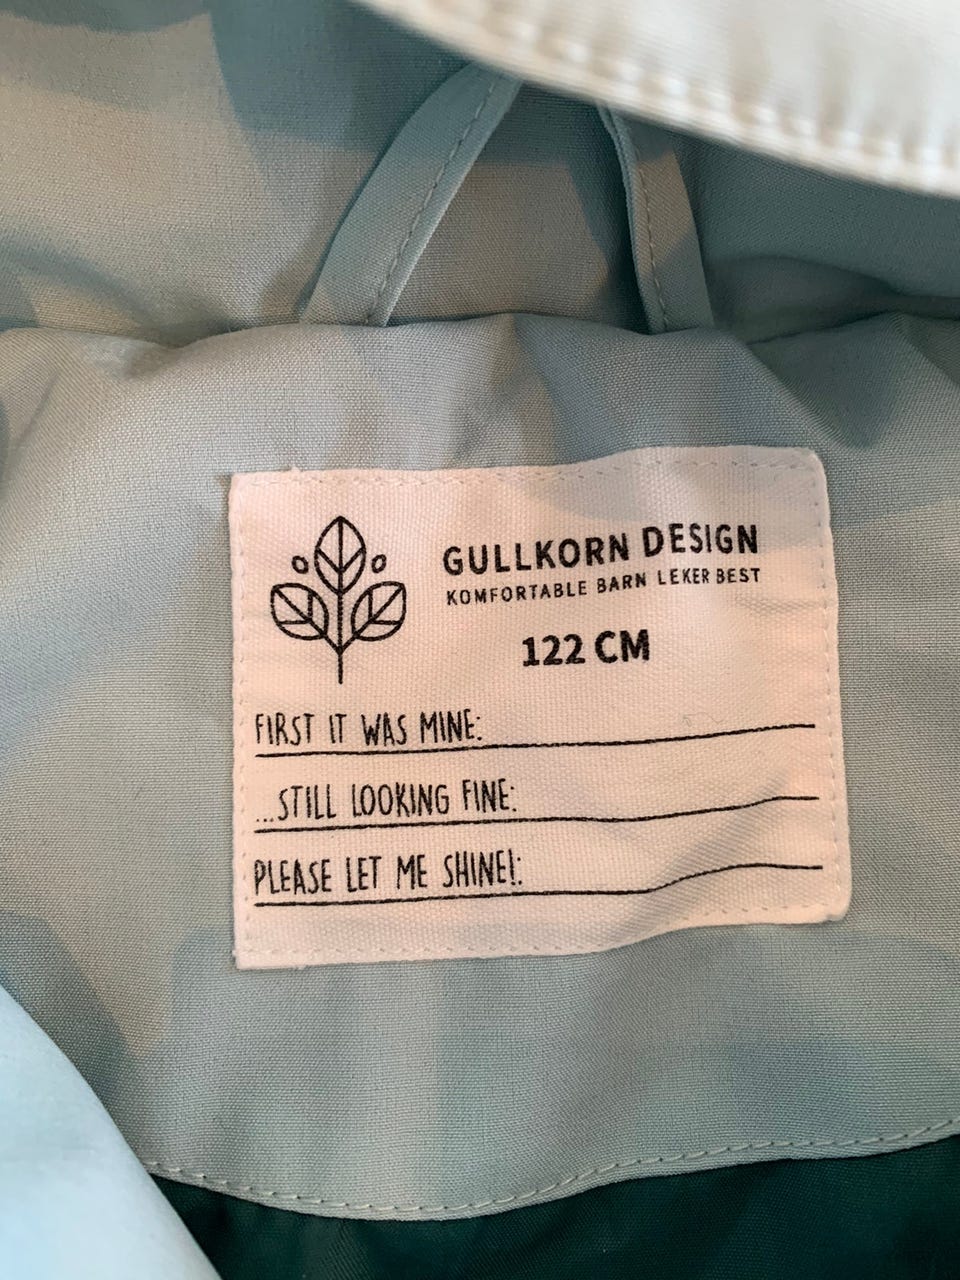 GULLKORN DESIGN
KOMFORTABLE BARN LEKER BEST
122 CM
FIRST IT WAS MINE:
...STILL LOOKING FINE:
PLEASE LET ME SHINE!: